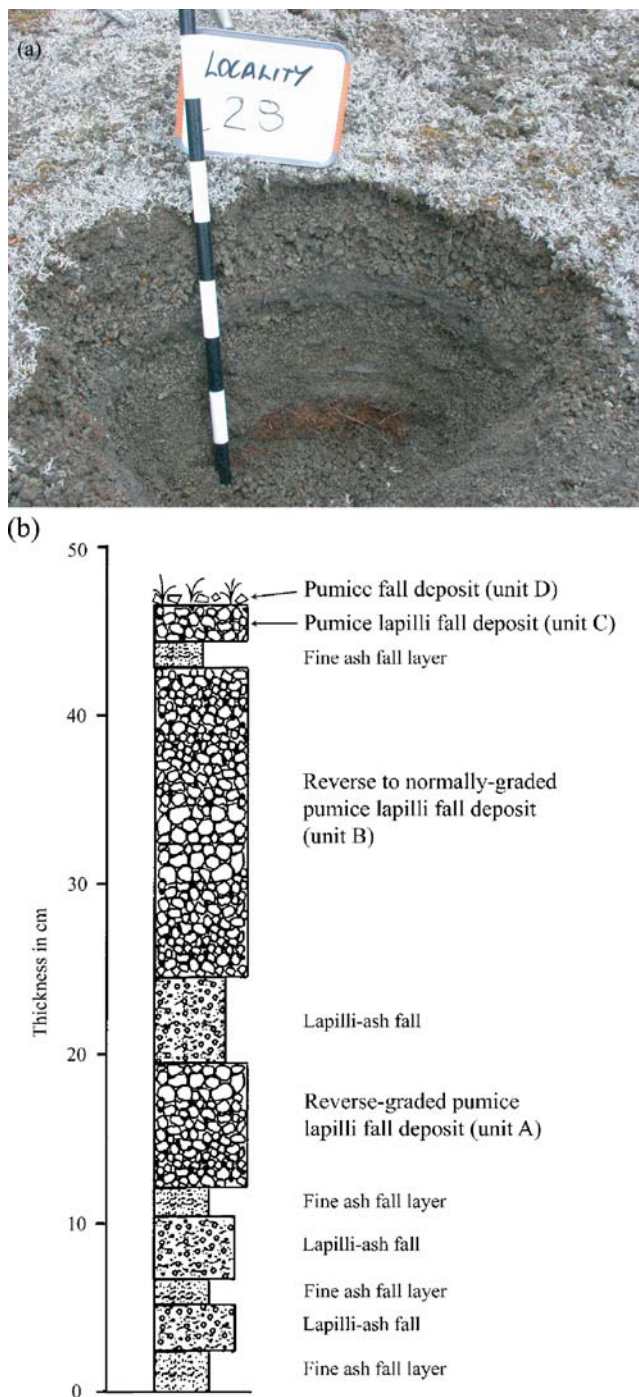 (a)
LOCALITY
28
(b)
50
Pumice fall deposit (unit D)
Pumice lapilli fall deposit (unit C)
Fine ash fall layer
40
Reverse to normally-graded
pumice lapilli fall deposit
(unit B)
30
Thickness in cm
Lapilli-ash fall
20
Reverse-graded pumice
lapilli fall deposit (unit A)
Fine ash fall layer
10
Lapilli-ash fall
Fine ash fall layer
Lapilli-ash fall
Fine ash fall layer
0